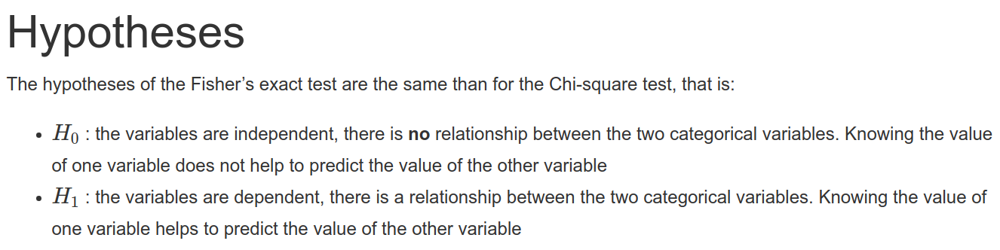 Hypotheses
The hypotheses of the Fisher’s exact test are the same than for the Chi-square test, that is:
• H₀ : the variables are independent, there is no relationship between the two categorical variables. Knowing the value
of one variable does not help to predict the value of the other variable
• H₁ : the variables are dependent, there is a relationship between the two categorical variables. Knowing the value of
one variable helps to predict the value of the other variable